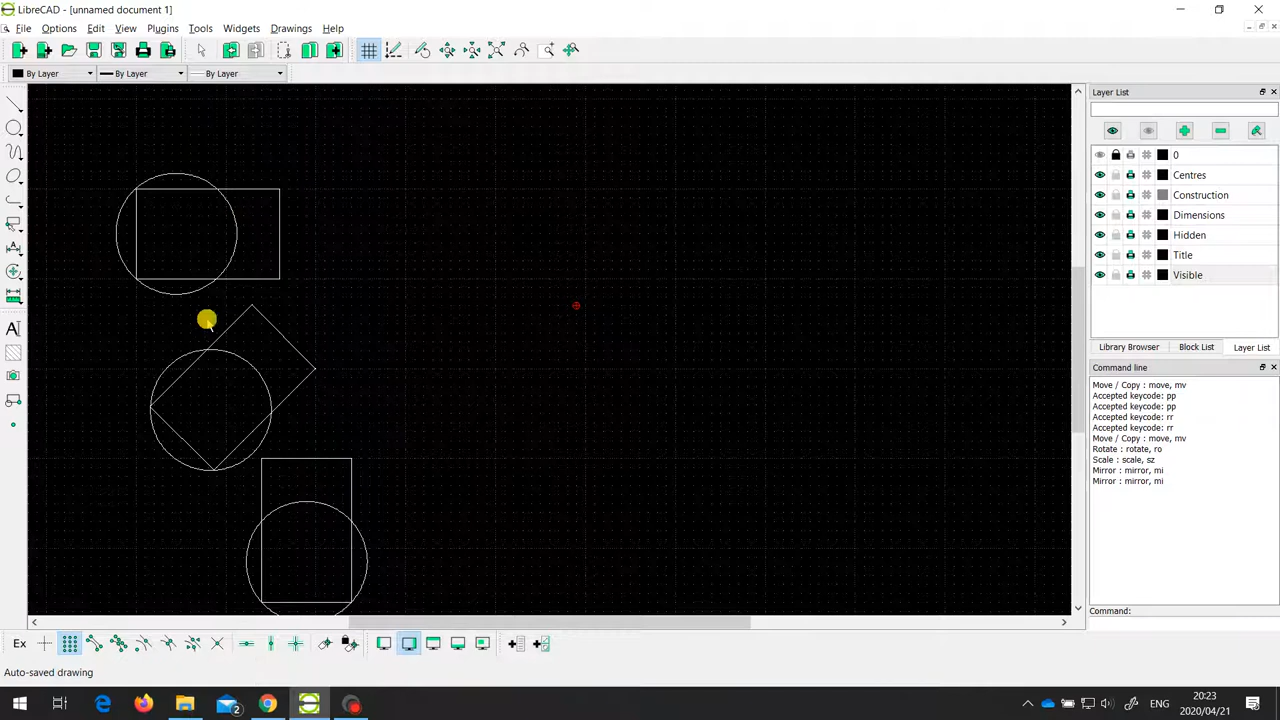 LibreCAD - [unnamed document 1]
File Options Edit View Plugins Tools Widgets Drawings Help
By Layer By Layer By Layer
Layer List
0
Centres
Construction
Dimensions
Hidden
Title
Visible
Library Browser Block List Layer List
Command line
Move / Copy : move, mv
Accepted keycode: pp
Accepted keycode: pp
Accepted keycode: rr
Accepted keycode: rr
Move / Copy : move, mv
Rotate : rotate, ro
Scale : scale, sz
Mirror : mirror, mi
Mirror : mirror, mi
Command:
Ex
Auto-saved drawing
2
ENG
20:23
2020/04/21